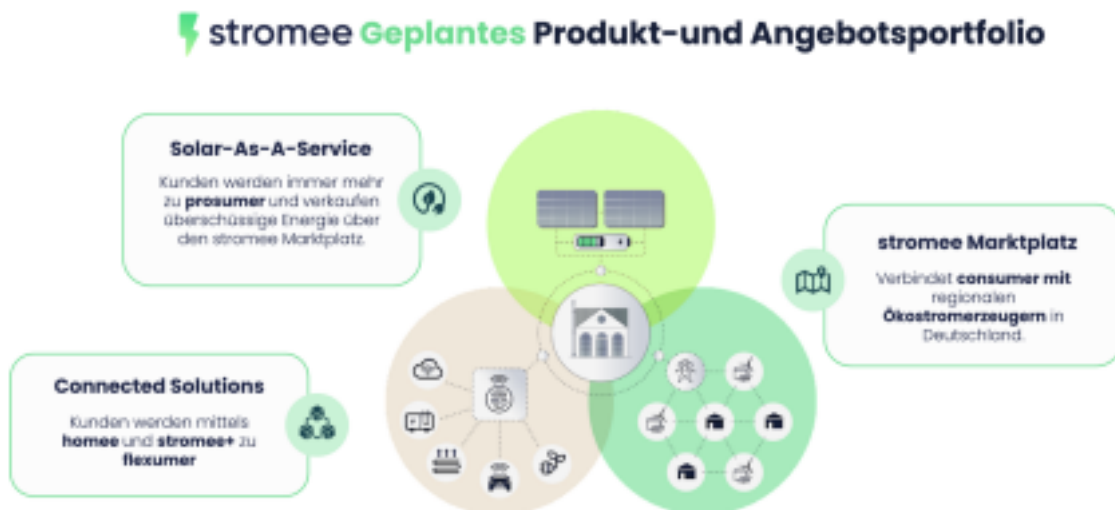 stromee Geplantes Produkt-und Angebotsportfolio
Solar-As-A-Service
Kunden werden immer mehr
zu prosumer und verkaufen
überschüssige Energie über
den stromee Marktplatz.
stromee Marktplatz
Verbindet consumer mit
regionalen
Ökostromerzeugern in
Deutschland.
Connected Solutions
Kunden werden mittels
homee und stromee+ zu
flexumer